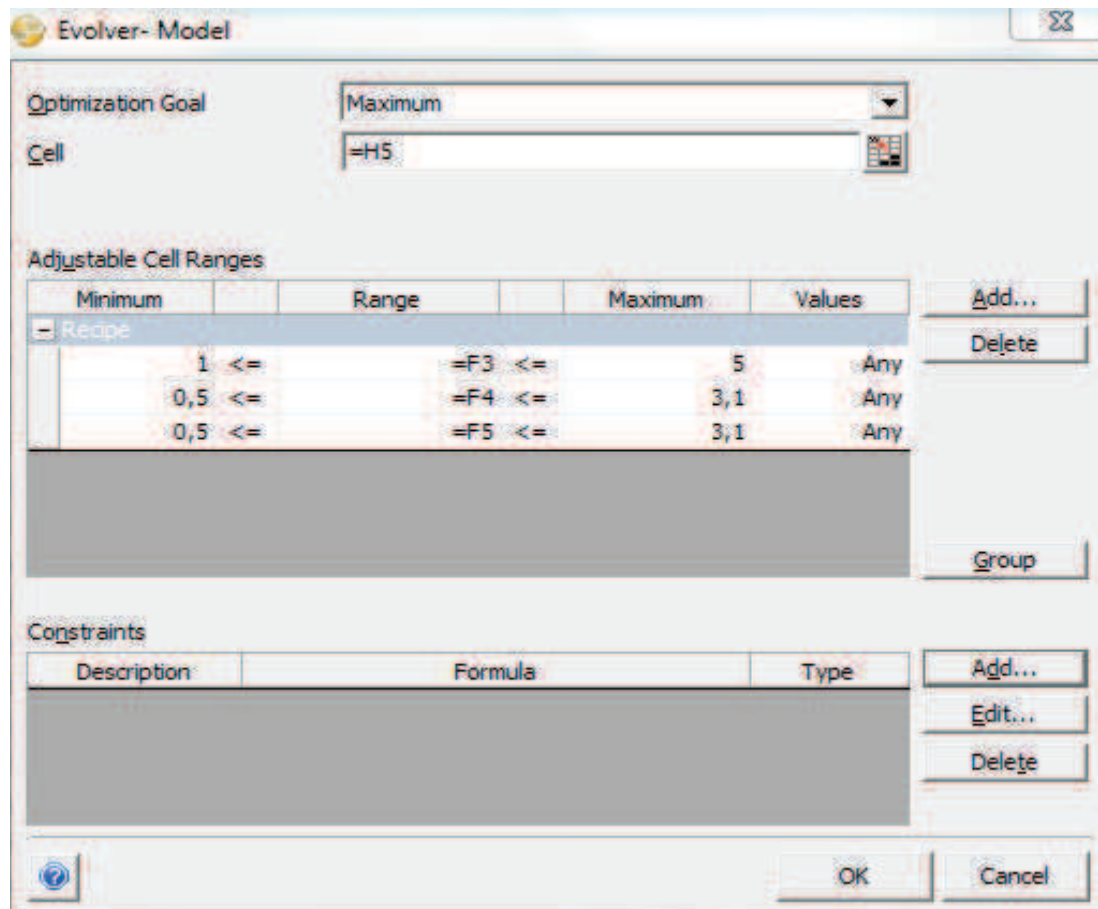 Evolver- Model
Optimization Goal Maximum
Cell =H5
Adjustable Cell Ranges
Minimum Range Maximum Values Add...
Recipe Delete
1 <= =F3 <= 5 Any
0,5 <= =F4 <= 3,1 Any
0,5 <= =F5 <= 3,1 Any
Group
Constraints
Description Formula Type Add...
Edit...
Delete
OK Cancel